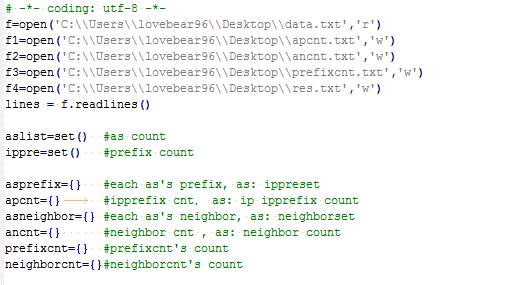 # -*- coding: utf-8 -*-
f=open('C:\\Users\\lovebear96\\Desktop\\data.txt','r')
f1=open('C:\\Users\\lovebear96\\Desktop\\apcnt.txt','w')
f2=open('C:\\Users\\lovebear96\\Desktop\\ancnt.txt','w')
f3=open('C:\\Users\\lovebear96\\Desktop\\prefixcnt.txt','w')
f4=open('C:\\Users\\lovebear96\\Desktop\\res.txt','w')
lines = f.readlines()
aslist=set() #as count
ippre=set() #prefix count
asprefix={} #each as's prefix, as: ippreset
apcnt={} #ipprefix cnt, as: ip ipprefix count
asneighbor={} #each as's neighbor, as: neighborset
ancnt={} #neighbor cnt , as: neighbor count
prefixcnt={} #prefixcnt's count
neighborcnt={}#neighborcnt's count